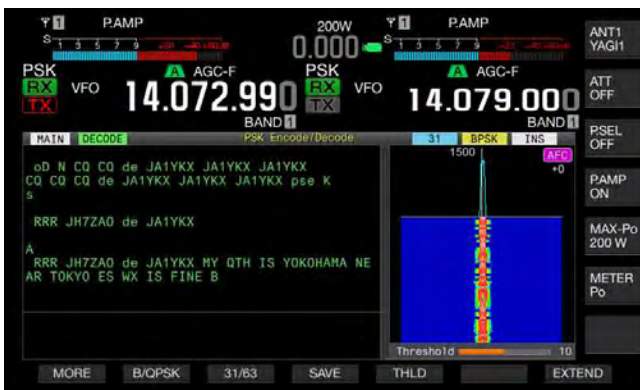 1 P.AMP 200W 1 P.AMP
S 1 3 5 7 9 0.000 S 1 3 5 7 9
ANT1
YAGI1
PSK A AGC-F PSK A AGC-F
RX VFO 14.072.990 RX VFO 14.079.000
TX TX
ATT
OFF
BAND 1 BAND 1
P.SEL
OFF
MAIN DECODE PSK Encode/Decode 31 BPSK INS
1500 AFC
+0
oD N CQ CQ de JA1YKX JA1YKX JA1YKX
CQ CQ CQ de JA1YKX JA1YKX JA1YKX pse K
s
P.AMP
ON
RRR JH7ZAO de JA1YKX
MAX-Po
200 W
A
RRR JH7ZAO de JA1YKX MY QTH IS YOKOHAMA NE
AR TOKYO ES WX IS FINE B
METER
Po
Threshold 10
MORE B/QPSK 31/63 SAVE THLD EXTEND